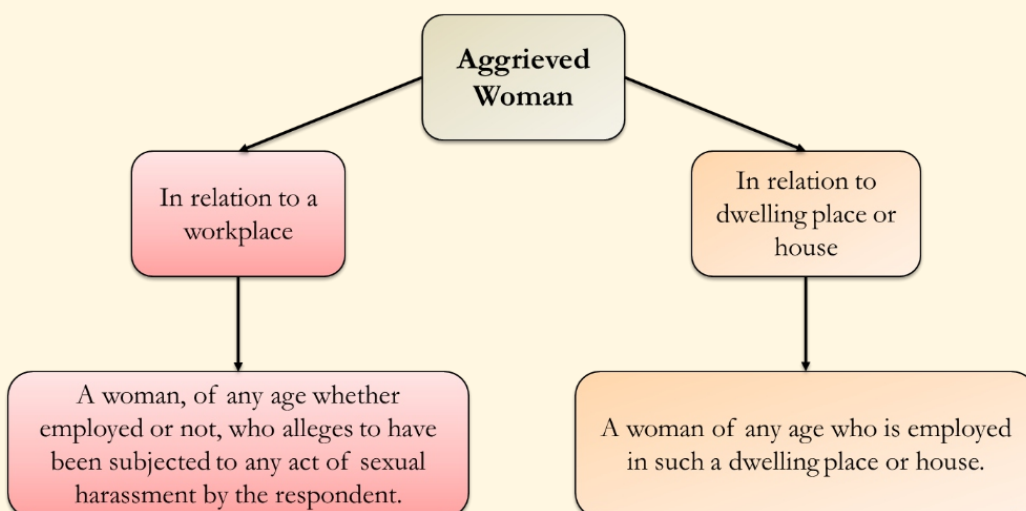 Aggrieved
Woman
In relation to a
workplace
In relation to
dwelling place or
house
A woman, of any age whether
employed or not, who alleges to have
been subjected to any act of sexual
harassment by the respondent.
A woman of any age who is employed
in such a dwelling place or house.